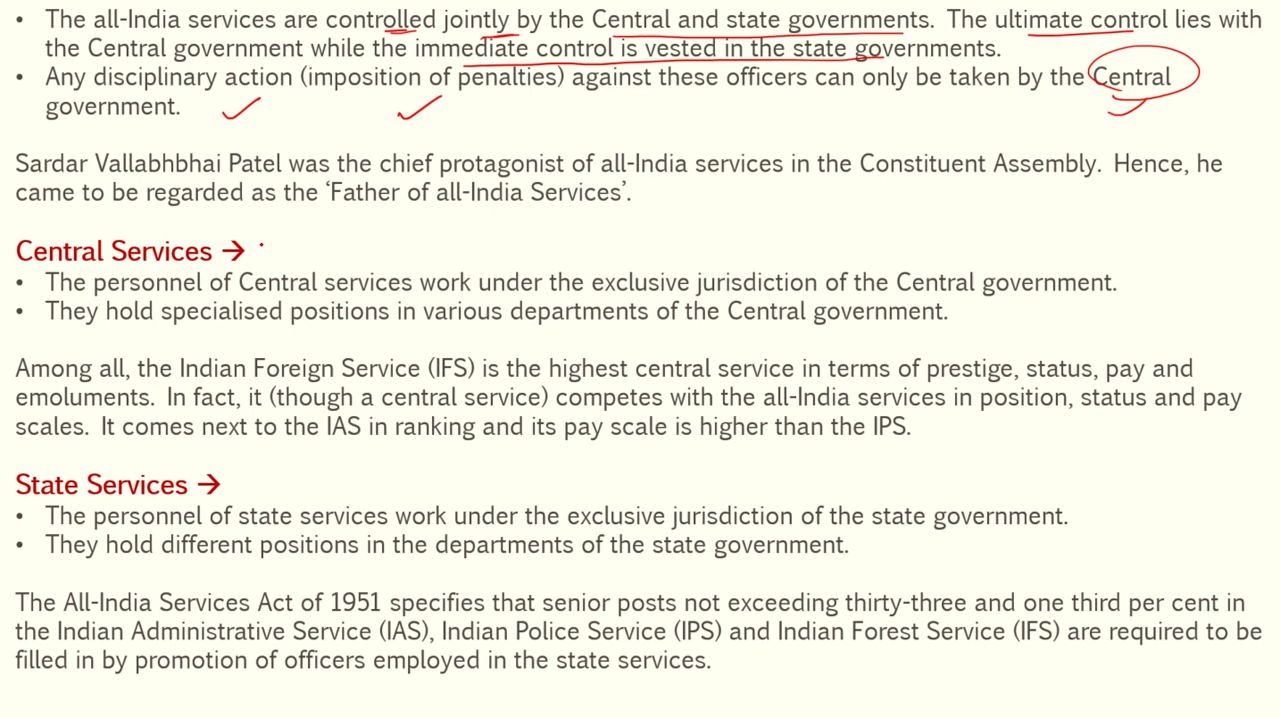 • The all-India services are controlled jointly by the Central and state governments. The ultimate control lies with
the Central government while the immediate control is vested in the state governments.
• Any disciplinary action (imposition of penalties) against these officers can only be taken by the Central
government.
Sardar Vallabhbhai Patel was the chief protagonist of all-India services in the Constituent Assembly. Hence, he
came to be regarded as the ‘Father of all-India Services’.
Central Services →
• The personnel of Central services work under the exclusive jurisdiction of the Central government.
• They hold specialised positions in various departments of the Central government.
Among all, the Indian Foreign Service (IFS) is the highest central service in terms of prestige, status, pay and
emoluments. In fact, it (though a central service) competes with the all-India services in position, status and pay
scales. It comes next to the IAS in ranking and its pay scale is higher than the IPS.
State Services →
• The personnel of state services work under the exclusive jurisdiction of the state government.
• They hold different positions in the departments of the state government.
The All-India Services Act of 1951 specifies that senior posts not exceeding thirty-three and one third per cent in
the Indian Administrative Service (IAS), Indian Police Service (IPS) and Indian Forest Service (IFS) are required to be
filled in by promotion of officers employed in the state services.